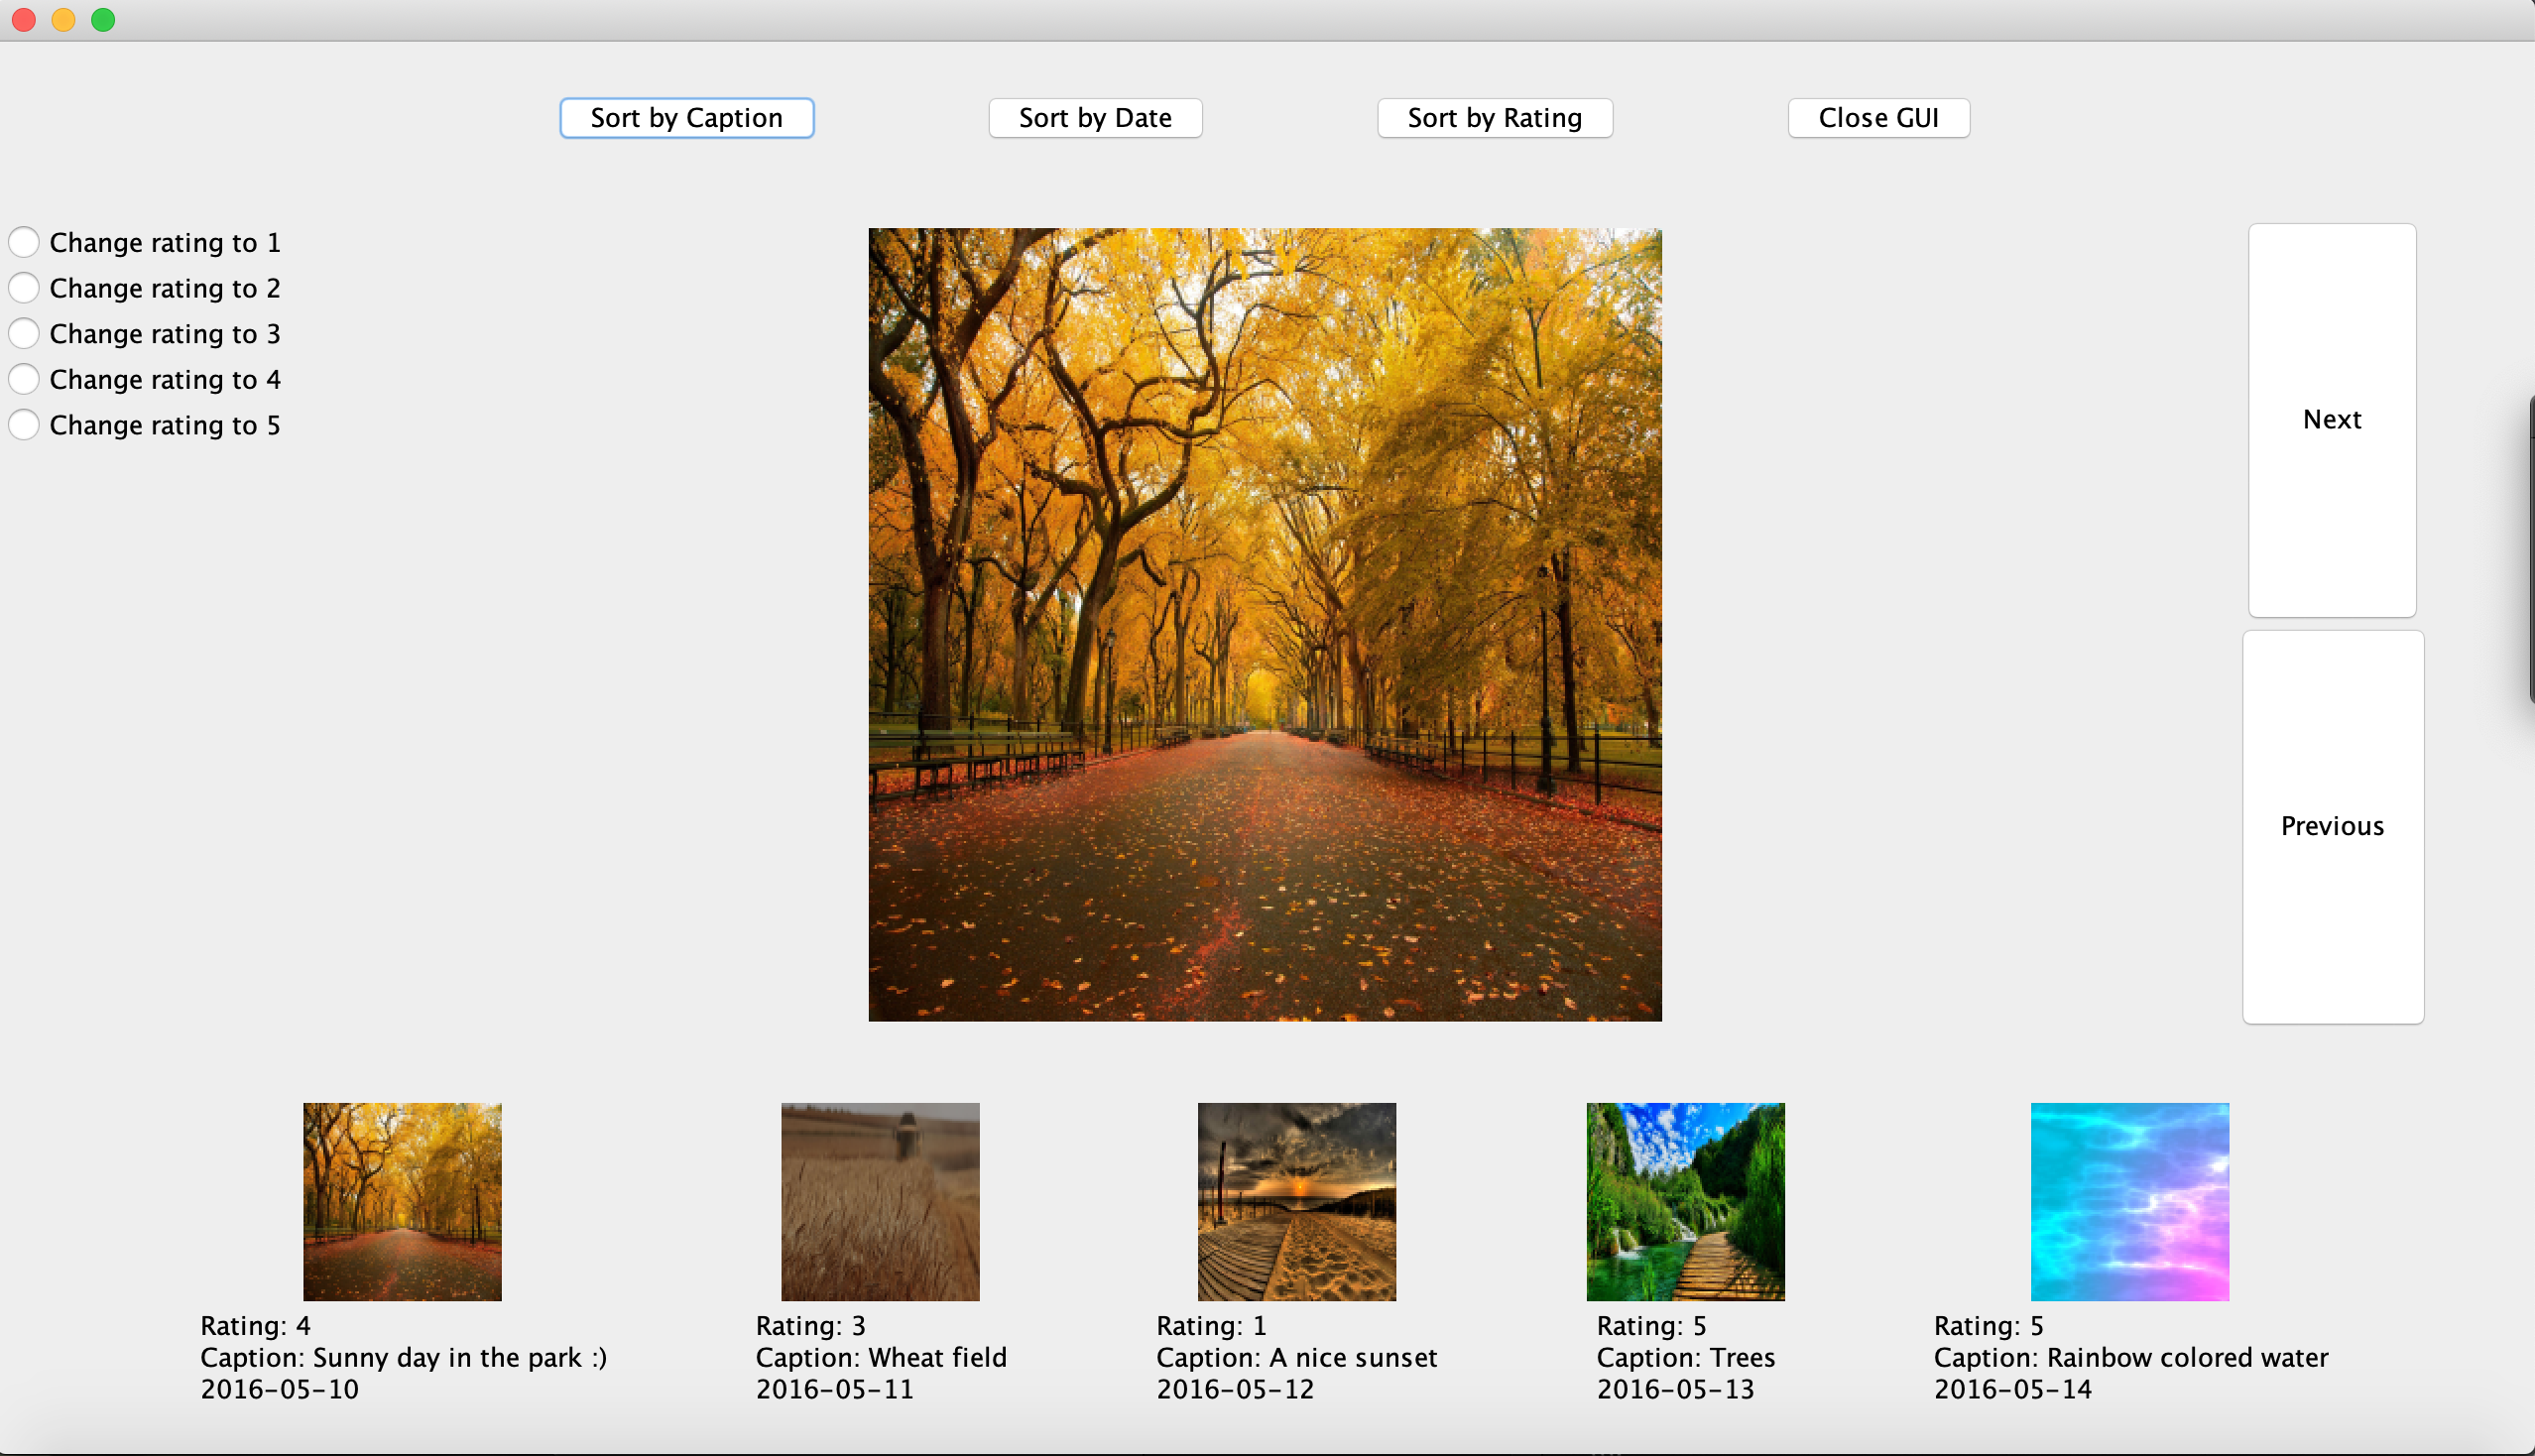 Sort by Caption
Sort by Date
Sort by Rating
Close GUI
Change rating to 1
Change rating to 2
Change rating to 3
Change rating to 4
Change rating to 5
Next
Previous
Rating: 4
Caption: Sunny day in the park :)
2016-05-10
Rating: 3
Caption: Wheat field
2016-05-11
Rating: 1
Caption: A nice sunset
2016-05-12
Rating: 5
Caption: Trees
2016-05-13
Rating: 5
Caption: Rainbow colored water
2016-05-14